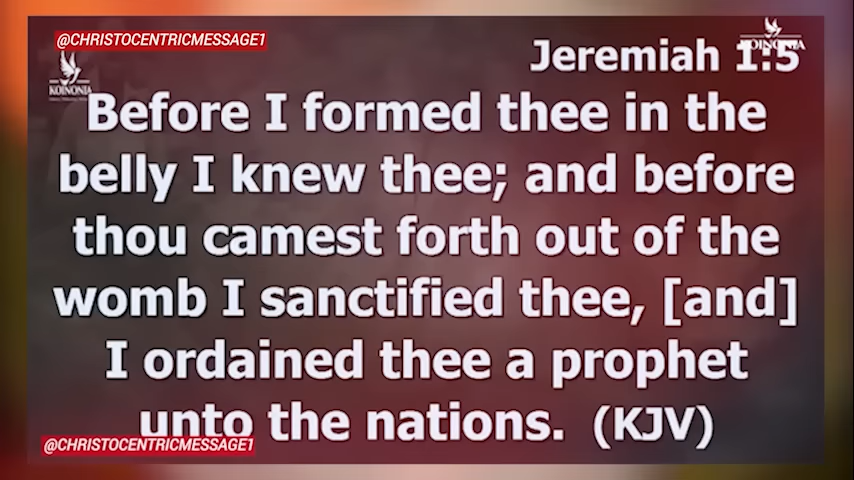 @CHRISTOCENTRICMESSAGE1
KOINONIA
Jeremiah 1:5
KOINONIA
Before I formed thee in the
belly I knew thee; and before
thou camest forth out of the
womb I sanctified thee, [and]
I ordained thee a prophet
unto the nations. (KJV)
@CHRISTOCENTRICMESSAGE1